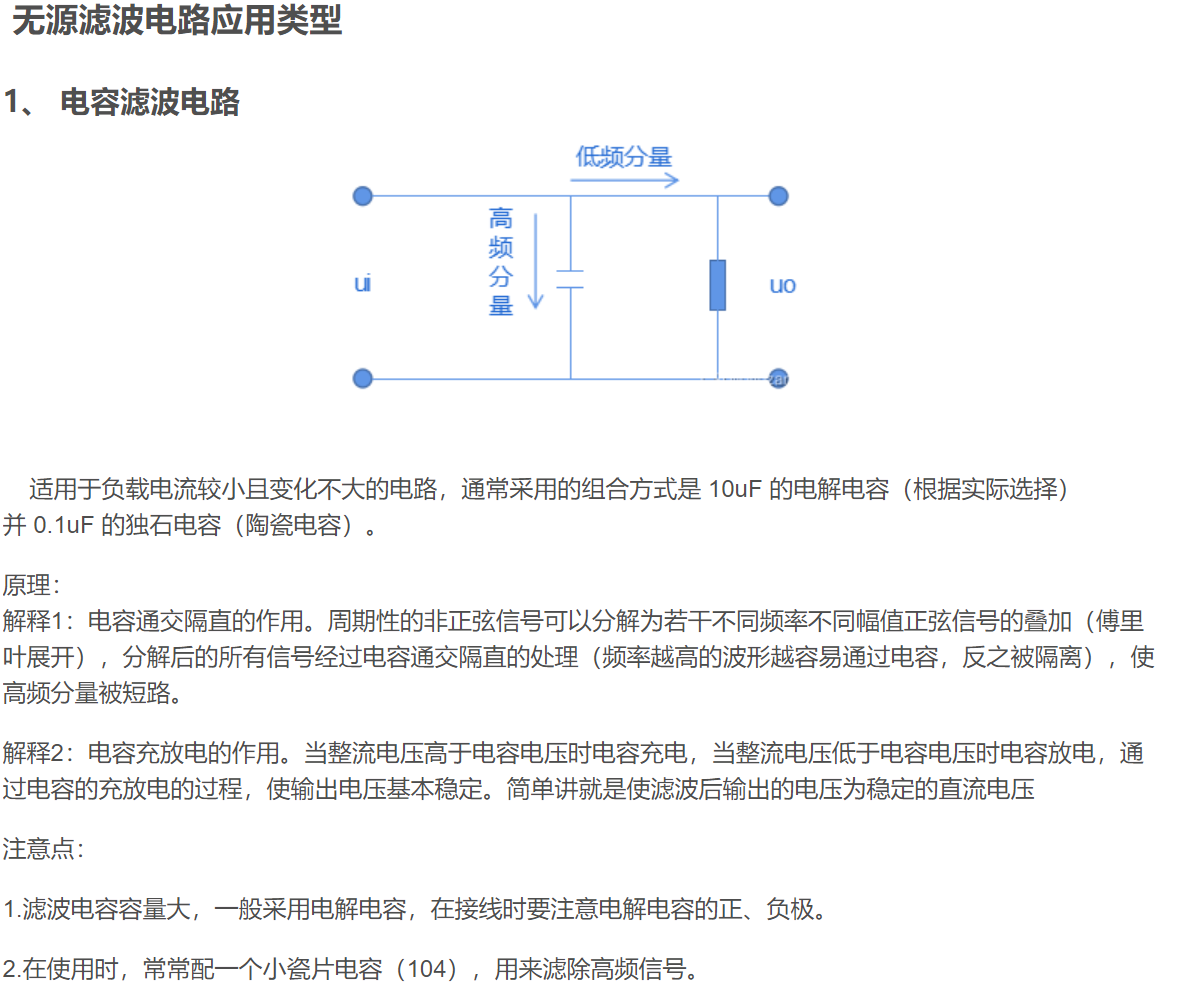 无源滤波电路应用类型
1、 电容滤波电路
低频分量
高
频
分
量
ui
uo
适用于负载电流较小且变化不大的电路，通常采用的组合方式是 10uF 的电解电容（根据实际选择）
并 0.1uF 的独石电容（陶瓷电容）。
原理：
解释1：电容通交隔直的作用。周期性的非正弦信号可以分解为若干不同频率不同幅值正弦信号的叠加（傅里
叶展开），分解后的所有信号经过电容通交隔直的处理（频率越高的波形越容易通过电容，反之被隔离），使
高频分量被短路。
解释2：电容充放电的作用。当整流电压高于电容电压时电容充电，当整流电压低于电容电压时电容放电，通
过电容的充放电的过程，使输出电压基本稳定。简单讲就是使滤波后输出的电压为稳定的直流电压
注意点：
1.滤波电容容量大，一般采用电解电容，在接线时要注意电解电容的正、负极。
2.在使用时，常常配一个小瓷片电容（104），用来滤除高频信号。